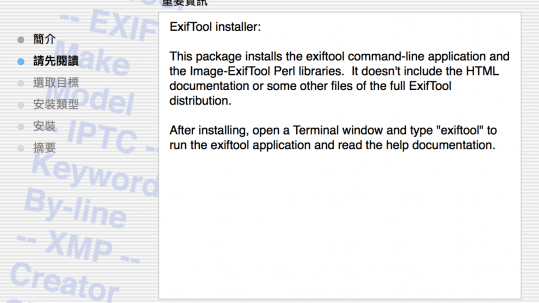 重要資訊
-- EXIF
Make
Model
-- IPTC --
Keyword
By-line
-- XMP --
Creator
簡介
請先閱讀
選取目標
安裝類型
安裝
摘要
ExifTool installer:
This package installs the exiftool command-line application and
the Image-ExifTool Perl libraries.  It doesn't include the HTML
documentation or some other files of the full ExifTool
distribution.
After installing, open a Terminal window and type "exiftool" to
run the exiftool application and read the help documentation.